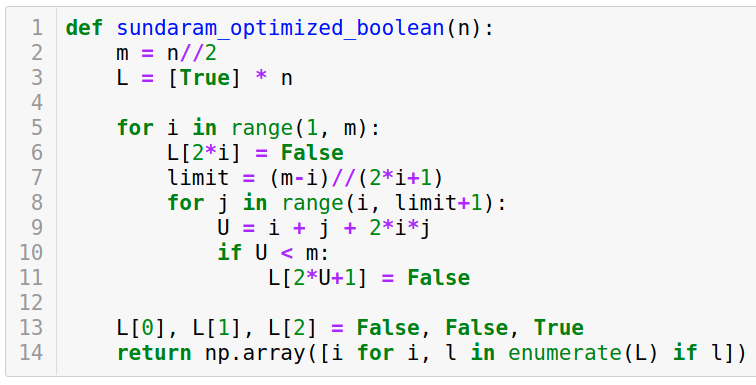 1 def sundaram_optimized_boolean(n):
2     m = n//2
3     L = [True] * n
4
5     for i in range(1, m):
6         L[2*i] = False
7         limit = (m-i)//(2*i+1)
8         for j in range(i, limit+1):
9             U = i + j + 2*i*j
10             if U < m:
11                 L[2*U+1] = False
12
13     L[0], L[1], L[2] = False, False, True
14     return np.array([i for i, l in enumerate(L) if l])